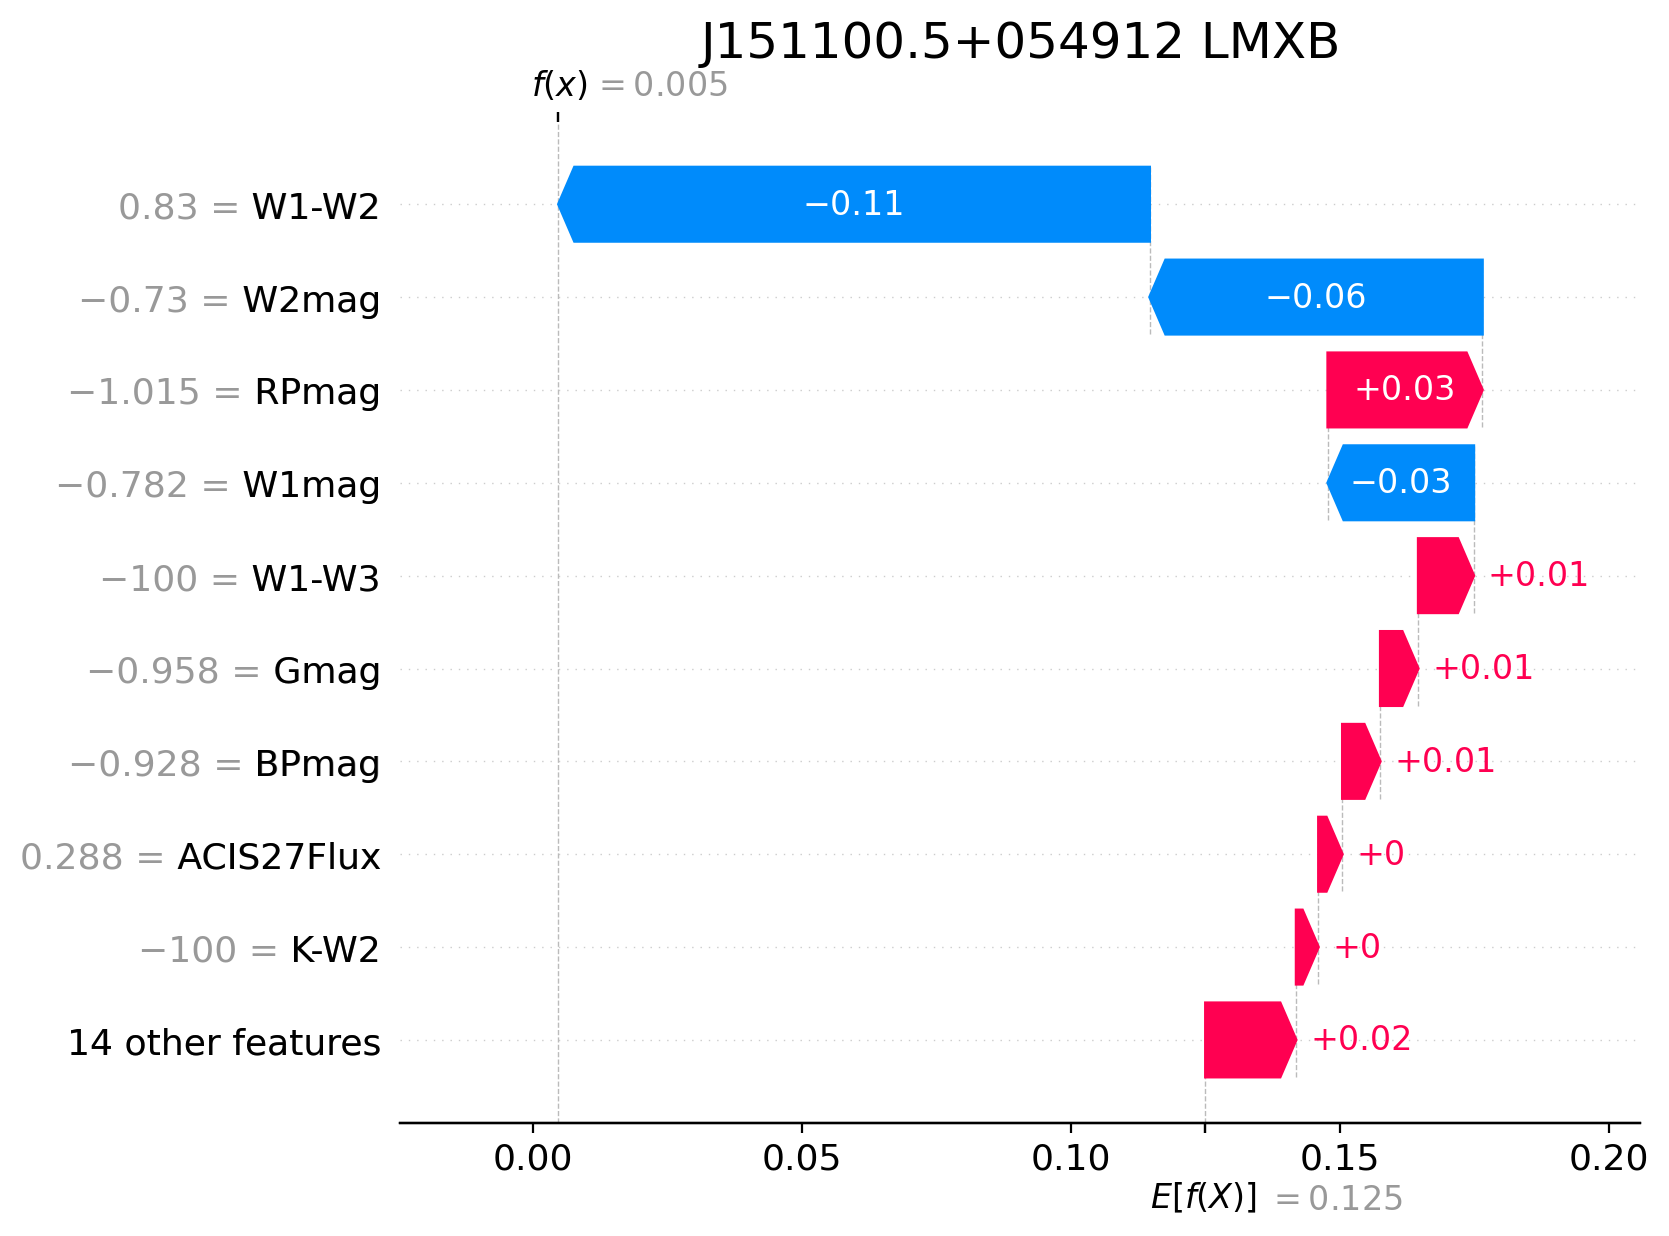 J151100.5+054912 LMXB
f(x) = 0.005
0.83 = W1-W2
−0.11
−0.73 = W2mag
−0.06
−1.015 = RPmag
+0.03
−0.782 = W1mag
−0.03
−100 = W1-W3
+0.01
−0.958 = Gmag
+0.01
−0.928 = BPmag
+0.01
0.288 = ACIS27Flux
+0
−100 = K-W2
+0
14 other features
+0.02
0.00 0.05 0.10 0.15 0.20
E[f(X)] = 0.125